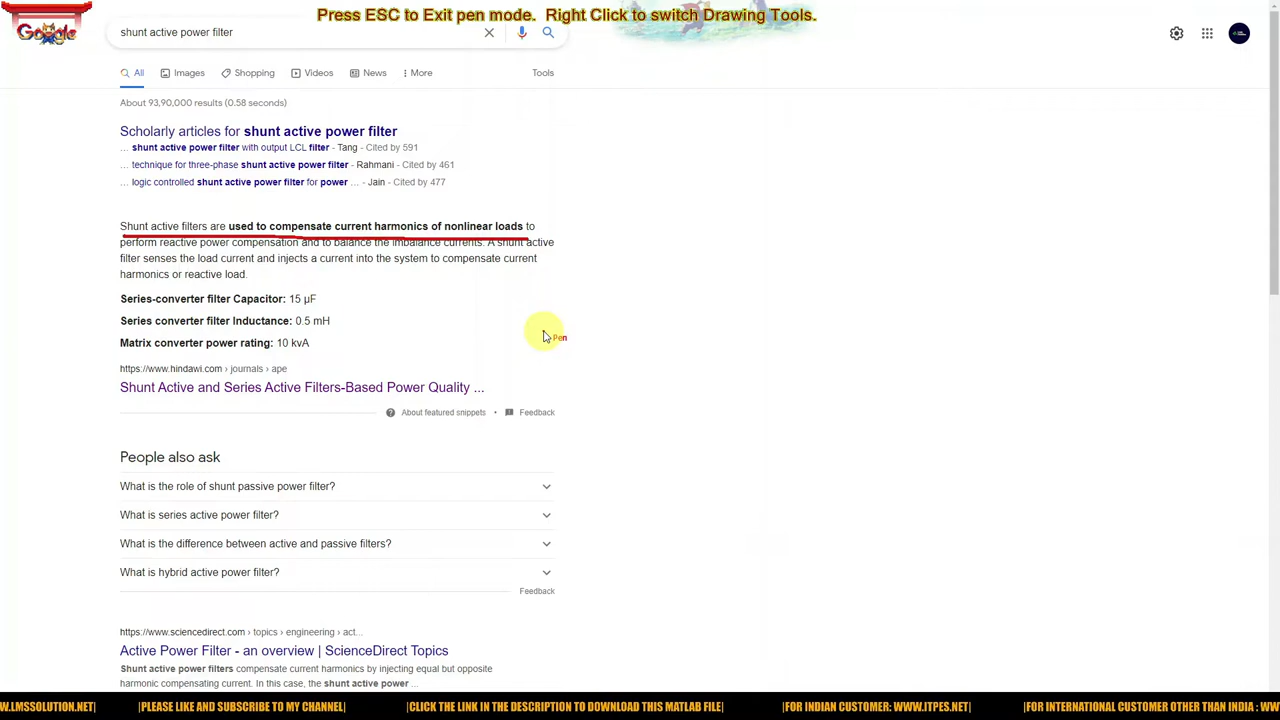 Press ESC to Exit pen mode. Right Click to switch Drawing Tools.
Google
shunt active power filter
All Images Shopping Videos News More Tools
About 93,90,000 results (0.58 seconds)
Scholarly articles for shunt active power filter
... shunt active power filter with output LCL filter - Tang - Cited by 591
... technique for three-phase shunt active power filter - Rahmani - Cited by 461
... logic controlled shunt active power filter for power ... - Jain - Cited by 477
Shunt active filters are used to compensate current harmonics of nonlinear loads to
perform reactive power compensation and to balance the imbalance currents. A shunt active
filter senses the load current and injects a current into the system to compensate current
harmonics or reactive load.
Series-converter filter Capacitor: 15 μF
Series converter filter Inductance: 0.5 mH
Matrix converter power rating: 10 kvA
Pen
https://www.hindawi.com › journals › ape
Shunt Active and Series Active Filters-Based Power Quality ...
About featured snippets • Feedback
People also ask
What is the role of shunt passive power filter?
What is series active power filter?
What is the difference between active and passive filters?
What is hybrid active power filter?
Feedback
https://www.sciencedirect.com › topics › engineering › act...
Active Power Filter - an overview | ScienceDirect Topics
Shunt active power filters compensate current harmonics by injecting equal but opposite
harmonic compensating current. In this case, the shunt active power ...
W.LMSSOLUTION.NET| |PLEASE LIKE AND SUBSCRIBE TO MY CHANNEL| |CLICK THE LINK IN THE DESCRIPTION TO DOWNLOAD THIS MATLAB FILE| |FOR INDIAN CUSTOMER: WWW.ITPES.NET| |FOR INTERNATIONAL CUSTOMER OTHER THAN INDIA : WW